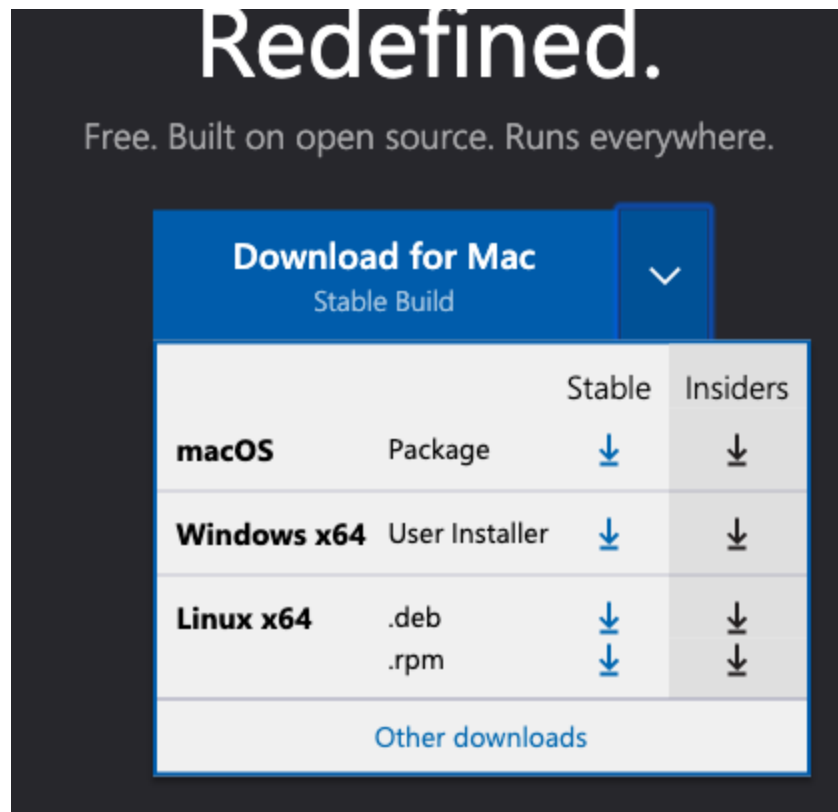 Redefined.
Free. Built on open source. Runs everywhere.
Download for Mac
Stable Build
Stable Insiders
macOS Package
Windows x64 User Installer
Linux x64 .deb
.rpm
Other downloads